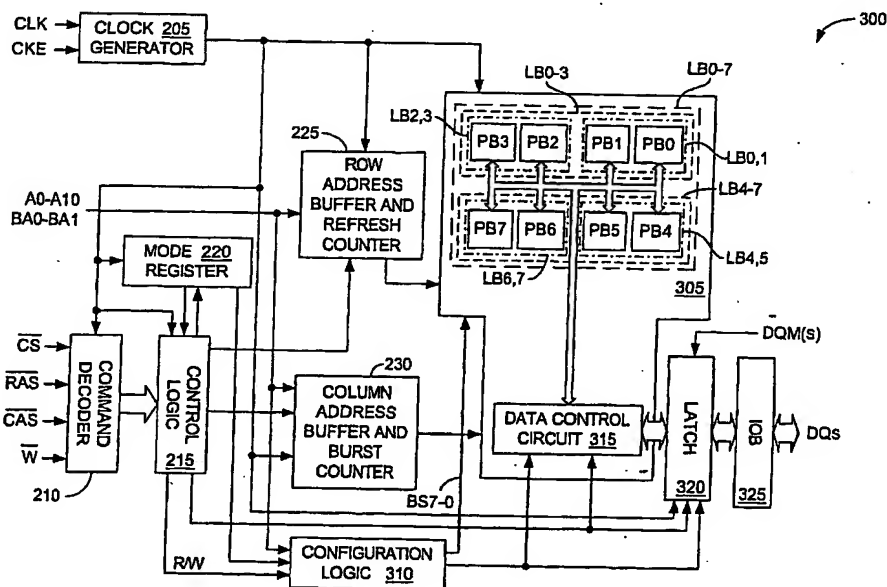 CLK
CKE
CLOCK 205
GENERATOR
300
LB0-3
LB0-7
LB2,3
PB3
PB2
PB1
PB0
LB0,1
225
ROW
ADDRESS
BUFFER AND
REFRESH
COUNTER
A0-A10
BA0-BA1
LB4-7
PB7
PB6
PB5
PB4
LB4,5
LB6,7
305
MODE 220
REGISTER
DQM(s)
CS
RAS
CAS
W
COMMAND
DECODER
210
CONTROL
LOGIC
215
230
COLUMN
ADDRESS
BUFFER AND
BURST
COUNTER
DATA CONTROL
CIRCUIT 315
LATCH
320
IOB
325
DQs
BS7-0
R/W
CONFIGURATION
LOGIC 310